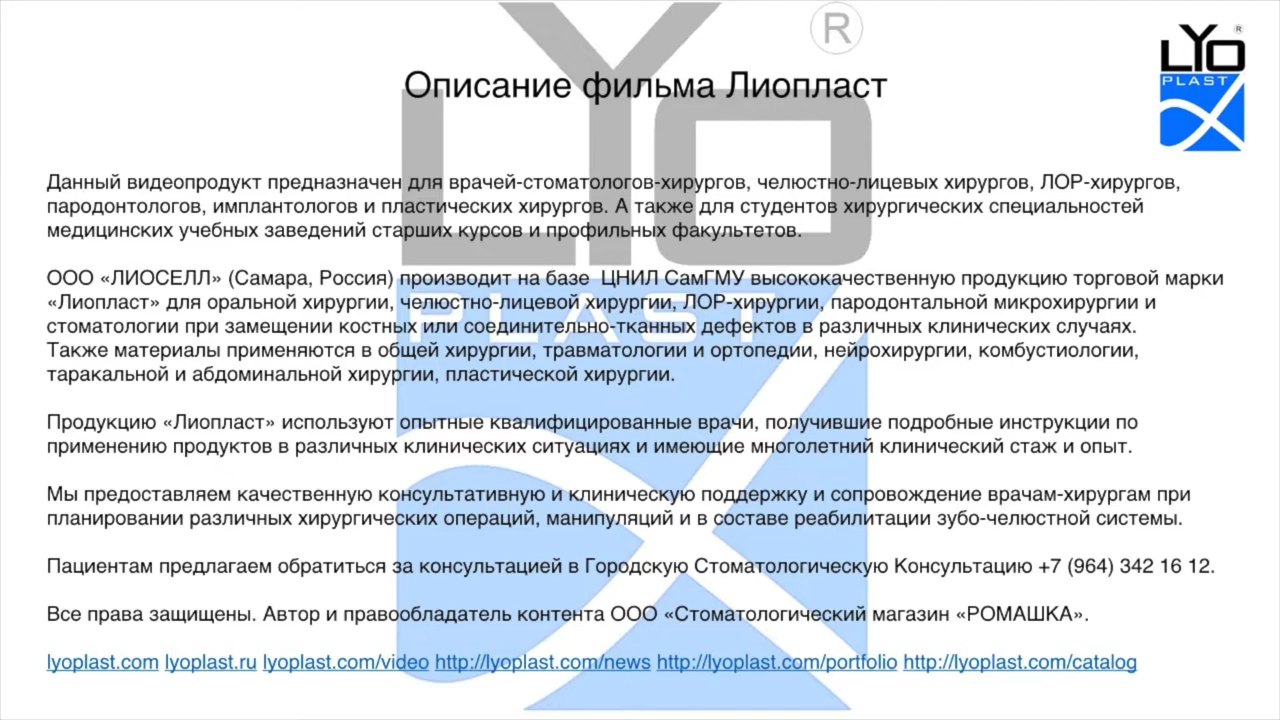 LYO
®
PLAST
Описание фильма Лиопласт
Данный видеопродукт предназначен для врачей-стоматологов-хирургов, челюстно-лицевых хирургов, ЛОР-хирургов,
пародонтологов, имплантологов и пластических хирургов. А также для студентов хирургических специальностей
медицинских учебных заведений старших курсов и профильных факультетов.
ООО «ЛИОСЕЛЛ» (Самара, Россия) производит на базе ЦНИЛ СамГМУ высококачественную продукцию торговой марки
«Лиопласт» для оральной хирургии, челюстно-лицевой хирургии, ЛОР-хирургии, пародонтальной микрохирургии и
стоматологии при замещении костных или соединительно-тканных дефектов в различных клинических случаях.
Также материалы применяются в общей хирургии, травматологии и ортопедии, нейрохирургии, комбустиологии,
таракальной и абдоминальной хирургии, пластической хирургии.
Продукцию «Лиопласт» используют опытные квалифицированные врачи, получившие подробные инструкции по
применению продуктов в различных клинических ситуациях и имеющие многолетний клинический стаж и опыт.
Мы предоставляем качественную консультативную и клиническую поддержку и сопровождение врачам-хирургам при
планировании различных хирургических операций, манипуляций и в составе реабилитации зубо-челюстной системы.
Пациентам предлагаем обратиться за консультацией в Городскую Стоматологическую Консультацию +7 (964) 342 16 12.
Все права защищены. Автор и правообладатель контента ООО «Стоматологический магазин «РОМАШКА».
lyoplast.com lyoplast.ru lyoplast.com/video http://lyoplast.com/news http://lyoplast.com/portfolio http://lyoplast.com/catalog
LYO
®
PLAST